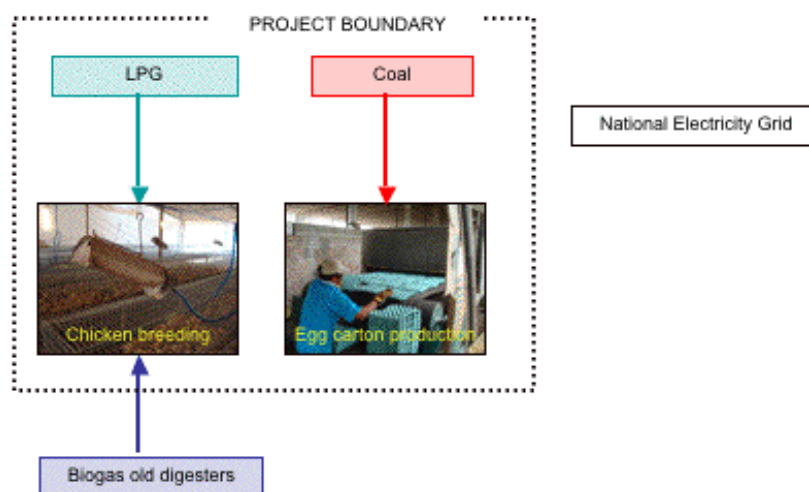 PROJECT BOUNDARY
LPG
Coal
National Electricity Grid
Chicken breeding
Egg carton production
Biogas old digesters